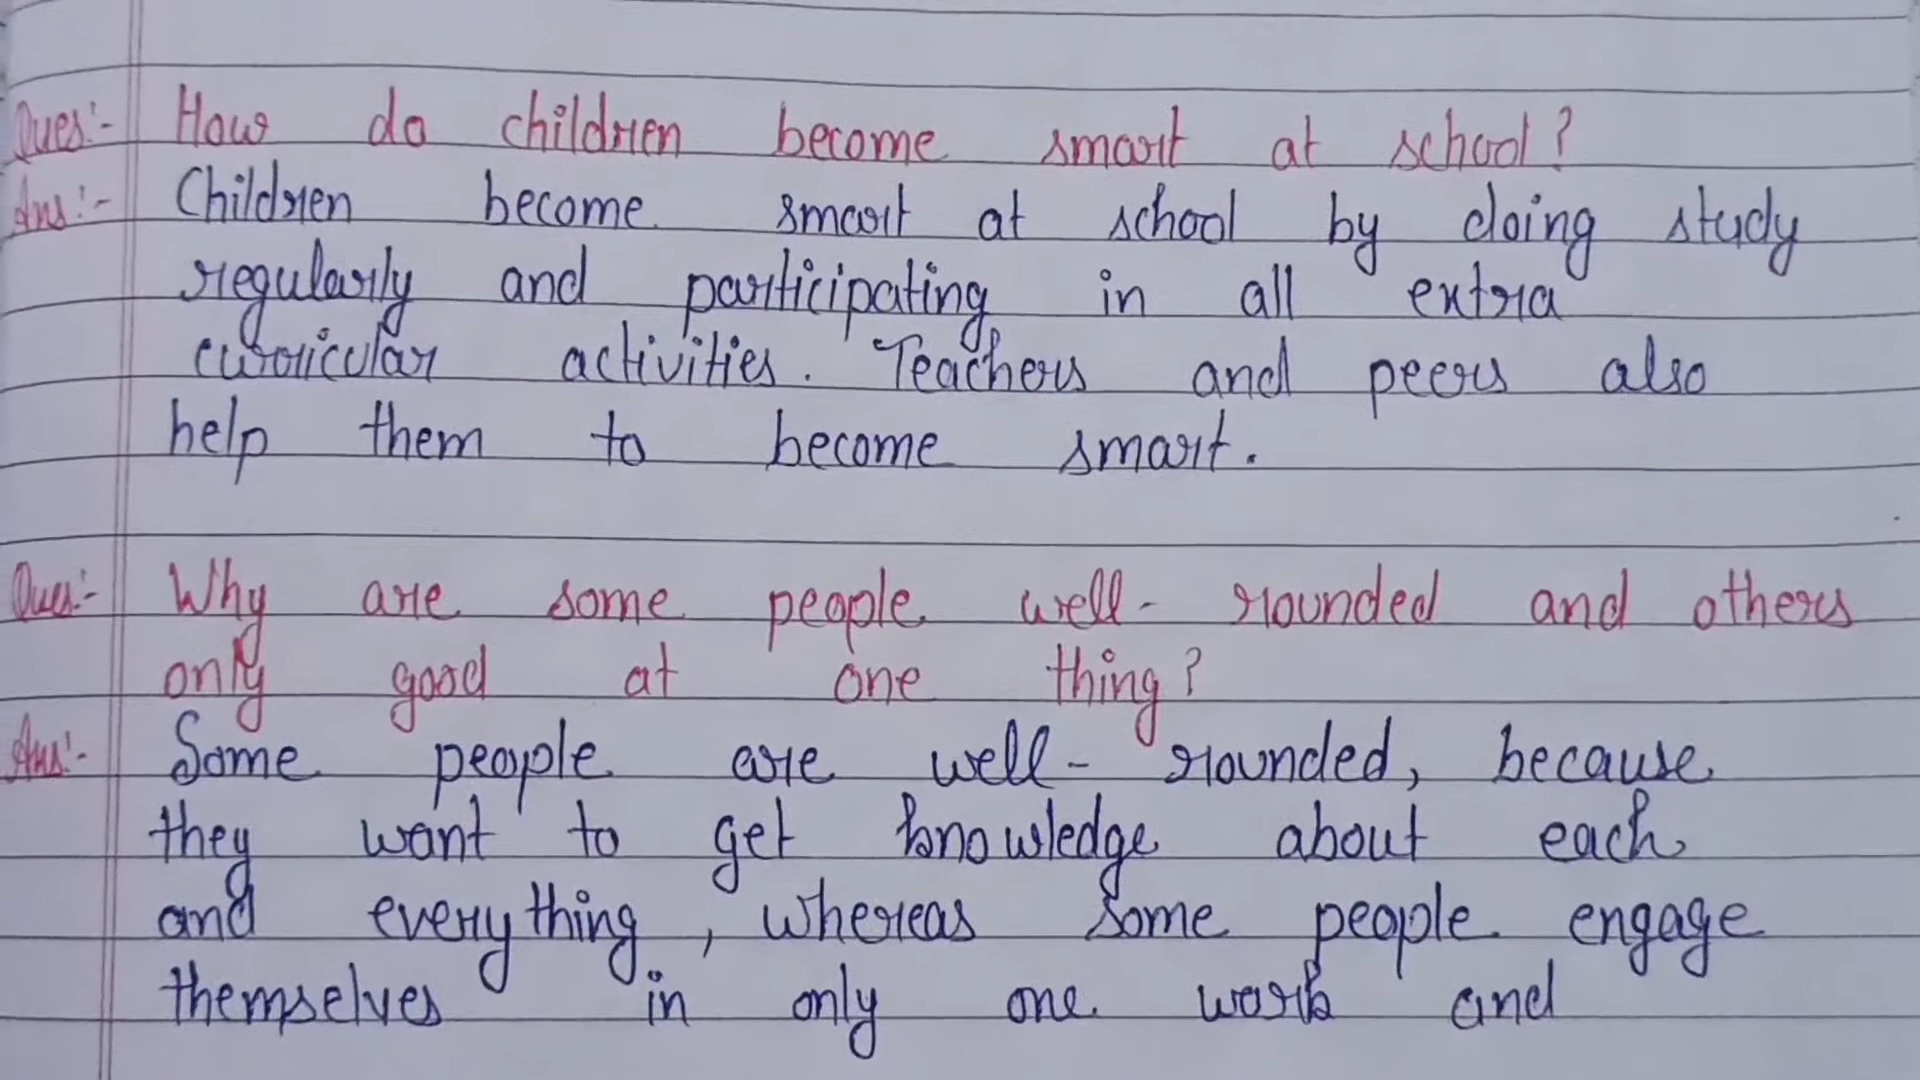 Ques:- How do children become smart at school?
Ans:- Children become smart at school by doing study
regularly and participating in all extra
curricular activities. Teachers and peers also
help them to become smart.
Ques:- Why are some people well- rounded and others
only good at one thing?
Ans:- Some people are well- rounded, because
they want to get knowledge about each
and everything, whereas some people engage
themselves in only one work and